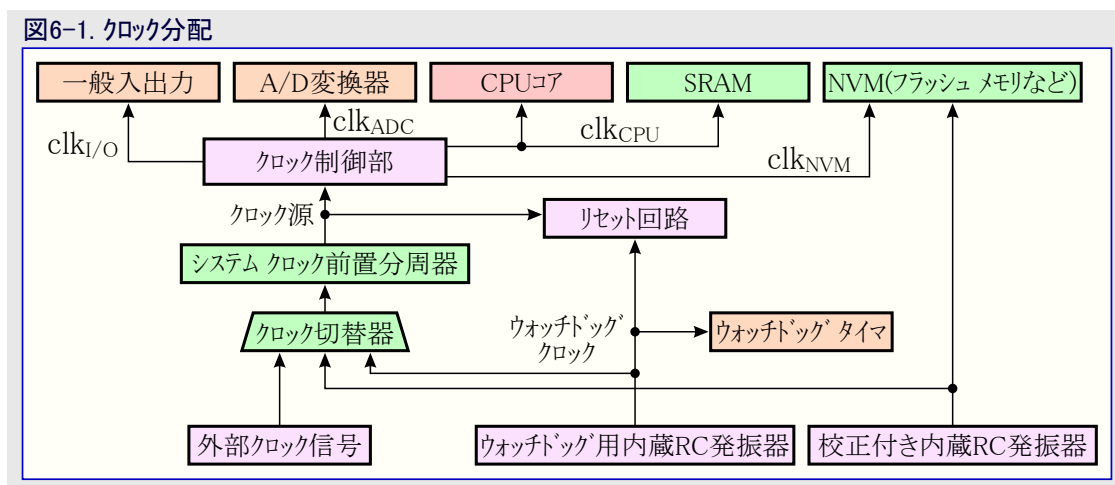 図6-1. クロック分配
一般入出力
A/D変換器
CPUコア
SRAM
NVM(フラッシュ メモリなど)
clkI/O
clkADC
clkCPU
clkNVM
クロック制御部
クロック源
リセット回路
システム クロック前置分周器
クロック切替器
ウォッチドッグ
クロック
ウォッチドッグ タイマ
外部クロック信号
ウォッチドッグ用内蔵RC発振器
校正付き内蔵RC発振器